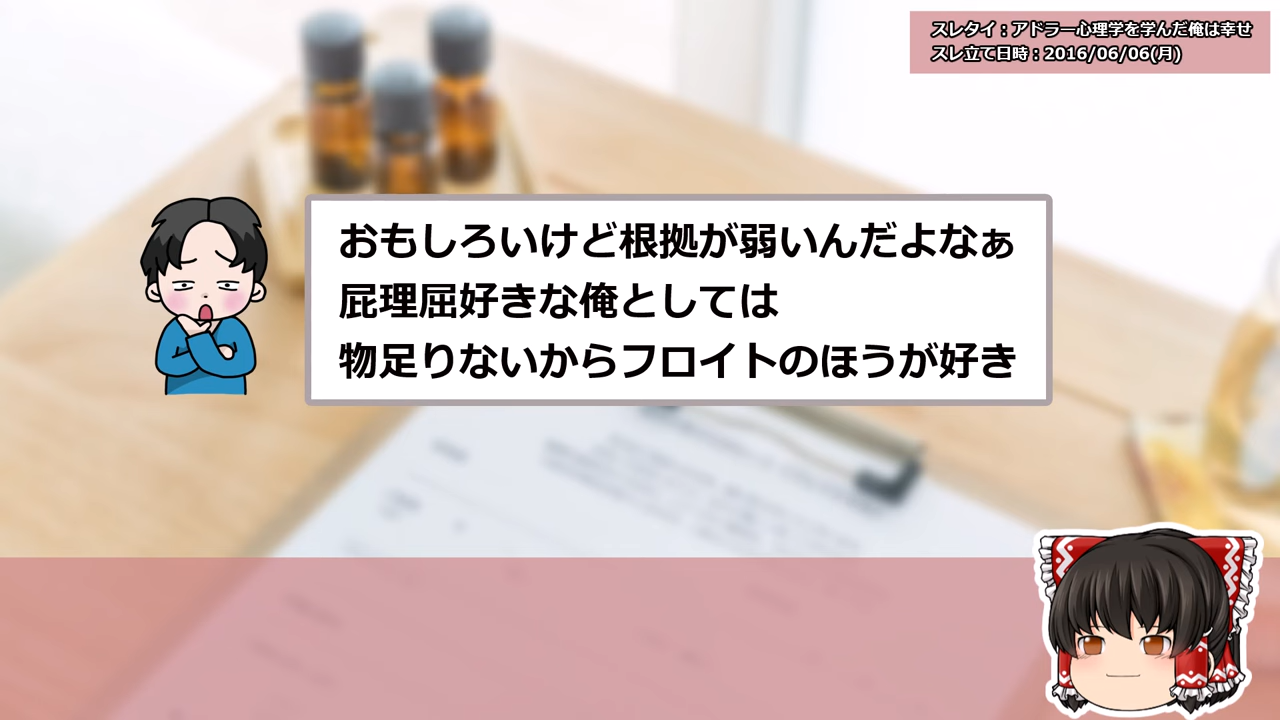 スレタイ：アドラー心理学を学んだ俺は幸せ
スレ立て日時：2016/06/06(月)
おもしろいけど根拠が弱いんだよなぁ
屁理屈好きな俺としては
物足りないからフロイトのほうが好き